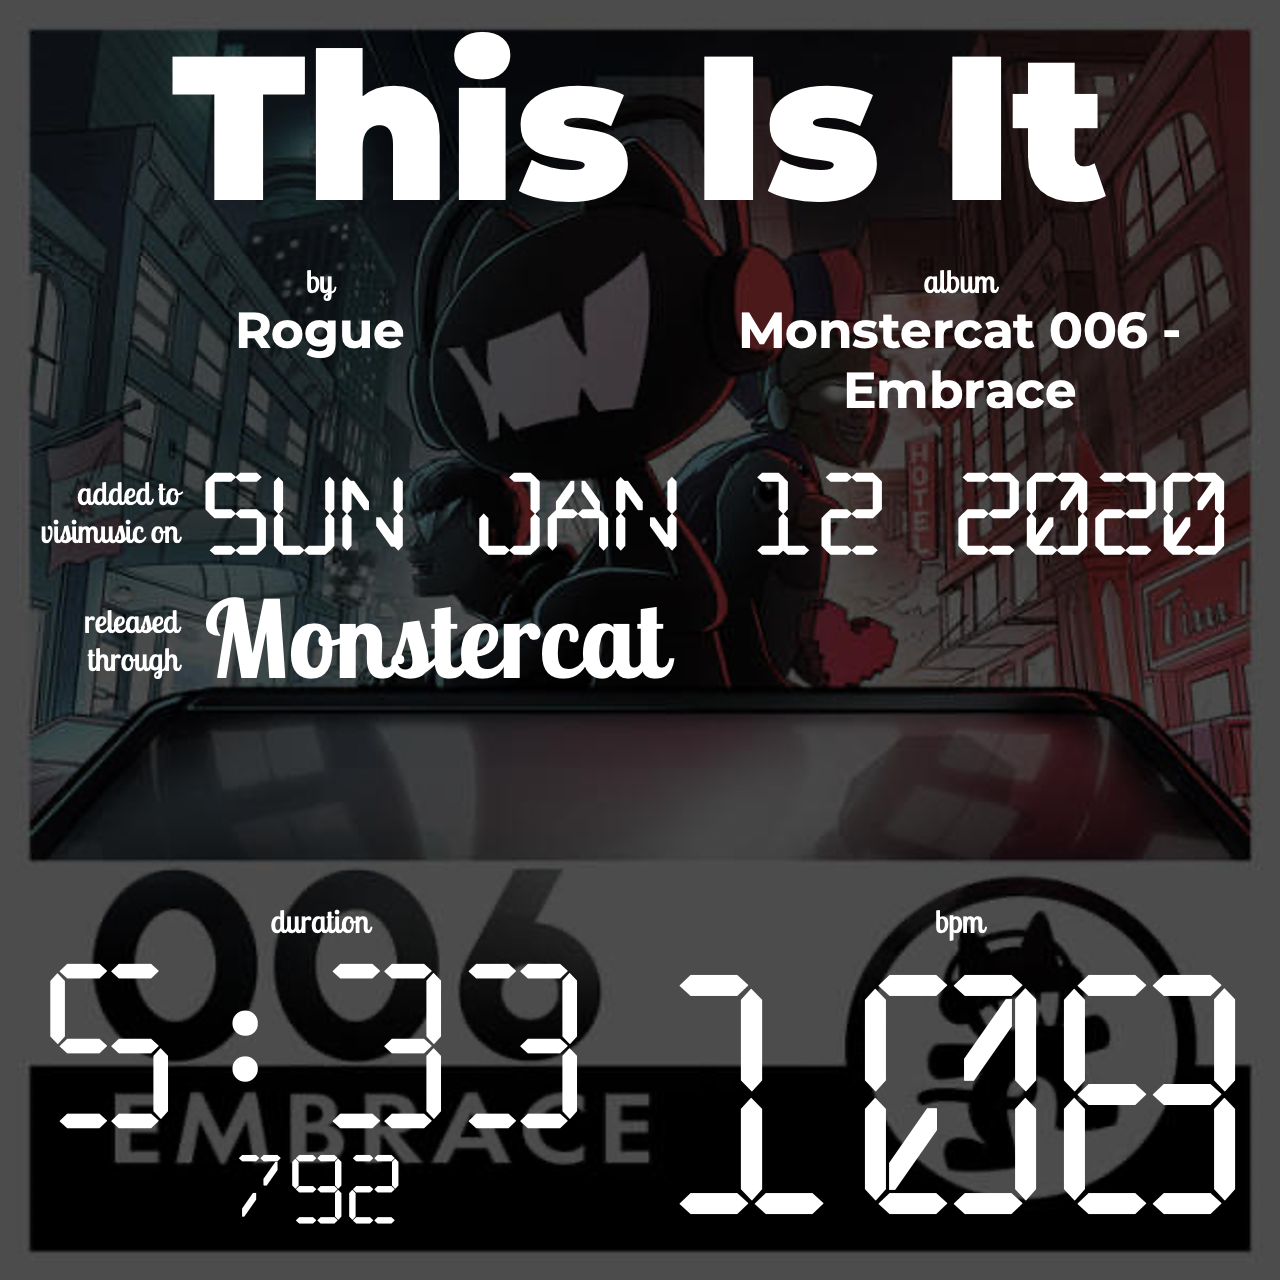 This Is It
by
Rogue
album
Monstercat 006 -
Embrace
added to
visimusic on
SUN JAN 12 2020
released
through
Monstercat
HOTEL
006
EMBRACE
duration
5:33
792
bpm
108